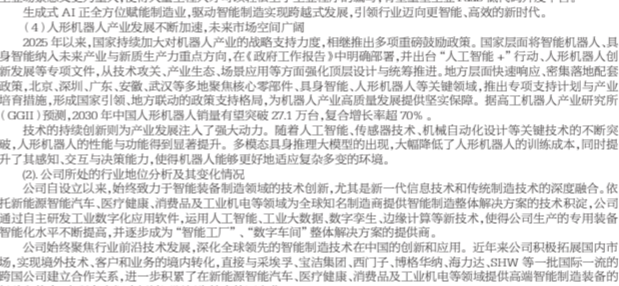 生成式 AI 正全方位赋能制造业，驱动智能制造实现跨越式发展，引领行业迈向更智能、高效的新时代。
（4）人形机器人产业发展不断加速，未来市场空间广阔
2025 年以来，国家持续加大对机器人产业的战略支持力度，相继推出多项重磅鼓励政策。国家层面将智能机器人、具
身智能纳入未来产业与新质生产力重点方向，在《政府工作报告》中明确部署，并出台“人工智能 +”行动、人形机器人创
新发展等专项文件，从技术攻关、产业生态、场景应用等方面强化顶层设计与统筹推进。地方层面快速响应、密集落地配套
政策，北京、深圳、广东、安徽、武汉等多地聚焦核心零部件、具身智能、人形机器人等关键领域，推出专项支持计划与产业
培育措施，形成国家引领、地方联动的政策支持格局，为机器人产业高质量发展提供坚实保障。据高工机器人产业研究所
（GGII）预测，2030 年中国人形机器人销量有望突破 27.1 万台，复合增长率超 70% 。
技术的持续创新则为产业发展注入了强大动力。随着人工智能、传感器技术、机械自动化设计等关键技术的不断突
破，人形机器人的性能与功能得到显著提升。多模态具身推理大模型的出现，大幅降低了人形机器人的训练成本，同时提
升了其感知、交互与决策能力，使得机器人能够更好地适应复杂多变的环境。
(2). 公司所处的行业地位分析及其变化情况
公司自设立以来，始终致力于智能装备制造领域的技术创新，尤其是新一代信息技术和传统制造技术的深度融合。依
托新能源智能汽车、医疗健康、消费品及工业机电等领域为全球知名制造商提供智能制造整体解决方案的技术积淀，公司
通过自主研发工业数字化应用软件，运用人工智能、工业大数据、数字孪生、边缘计算等新技术，使得公司生产的专用装备
智能化水平不断提高，并逐步成为“智能工厂”、“数字车间”整体解决方案的提供商。
公司始终聚焦行业前沿技术发展，深化全球领先的智能制造技术在中国的创新和应用。近年来公司积极拓展国内市
场，实现境外技术、客户和业务的境内转化，直接与采埃孚、宝洁集团、西门子、博格华纳、海力达、SHW 等一批国际一流的
跨国公司建立合作关系，进一步积累了在新能源智能汽车、医疗健康、消费品及工业机电等领域提供高端智能制造装备的